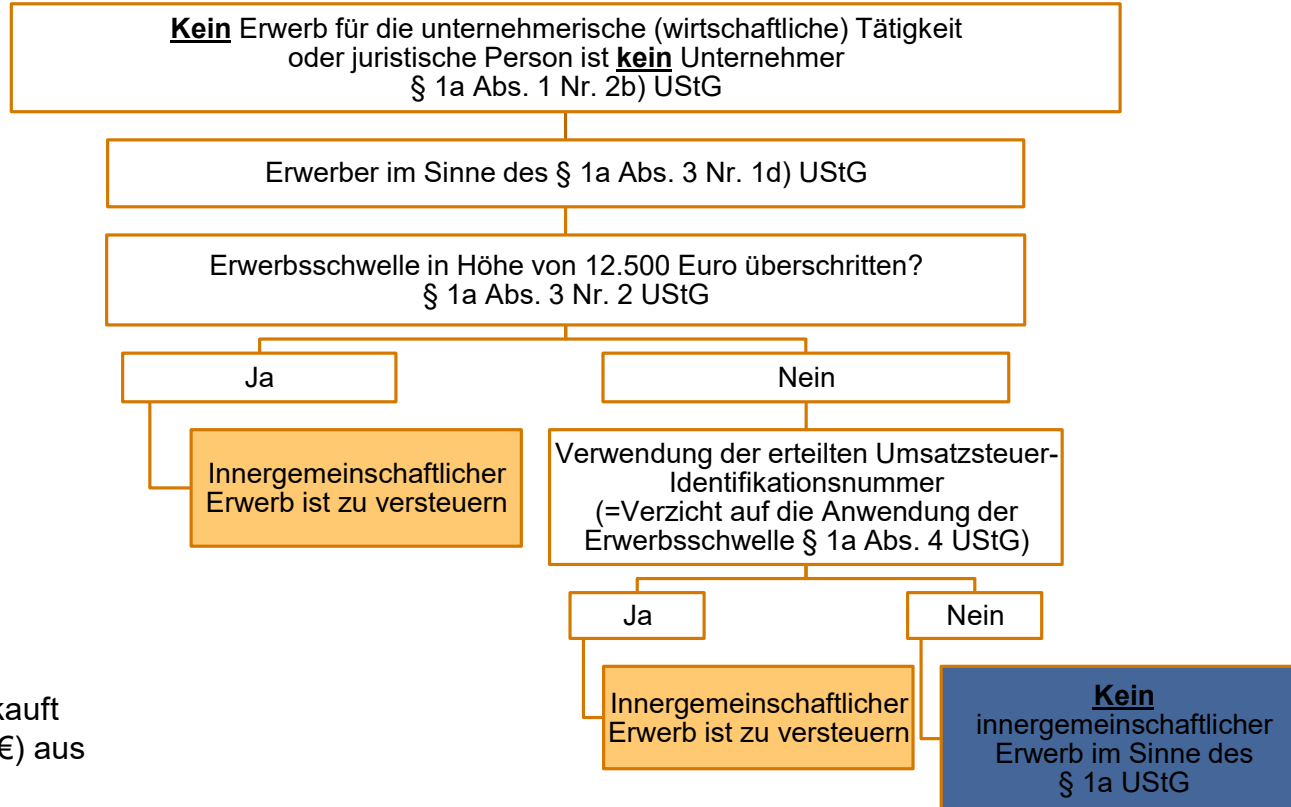 Kein Erwerb für die unternehmerische (wirtschaftliche) Tätigkeit
oder juristische Person ist kein Unternehmer
§ 1a Abs. 1 Nr. 2b) UStG
Erwerber im Sinne des § 1a Abs. 3 Nr. 1d) UStG
Erwerbsschwelle in Höhe von 12.500 Euro überschritten?
§ 1a Abs. 3 Nr. 2 UStG
Ja
Nein
Innergemeinschaftlicher
Erwerb ist zu versteuern
Verwendung der erteilten Umsatzsteuer-
Identifikationsnummer
(=Verzicht auf die Anwendung der
Erwerbsschwelle § 1a Abs. 4 UStG)
Ja
Nein
Innergemeinschaftlicher
Erwerb ist zu versteuern
Kein
innergemeinschaftlicher
Erwerb im Sinne des
§ 1a UStG
kauft
€) aus